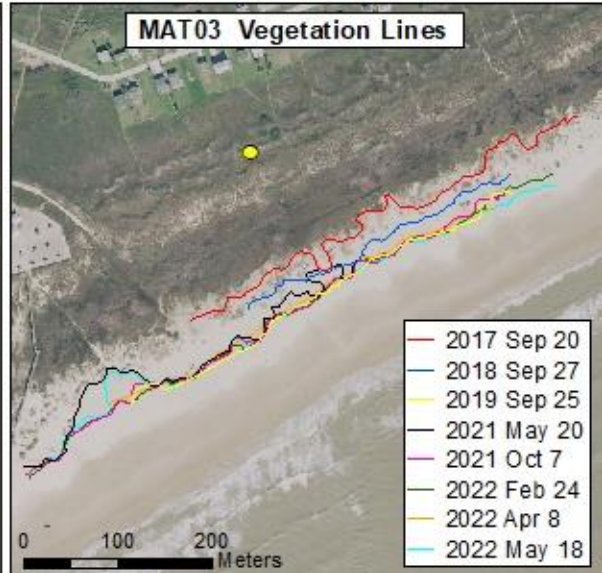 MAT03 Vegetation Lines
2017 Sep 20
2018 Sep 27
2019 Sep 25
2021 May 20
2021 Oct 7
2022 Feb 24
2022 Apr 8
2022 May 18
0 100 200
Meters